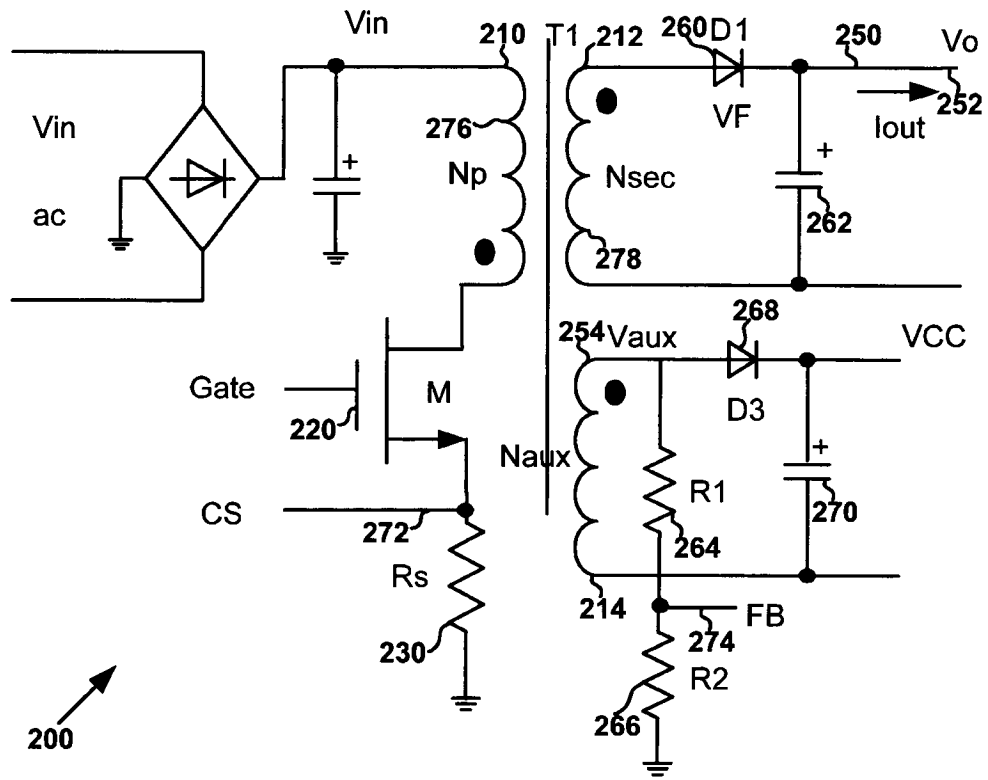 Vin
210
T1
212
260
D1
250
Vo
252
Vin
276
VF
Iout
+
Np
Nsec
+
ac
262
278
268
254
Vaux
VCC
Gate
M
D3
220
+
Naux
R1
CS
272
264
270
Rs
214
FB
274
230
R2
266
200